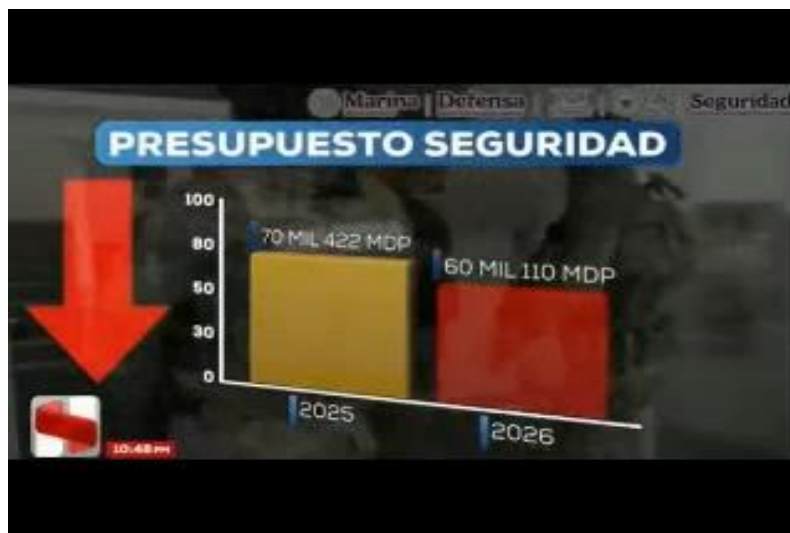 Marina | Defensa
Seguridad
PRESUPUESTO SEGURIDAD
100
80
50
30
0
70 MIL 422 MDP
60 MIL 110 MDP
2025
2026
10:48 PM